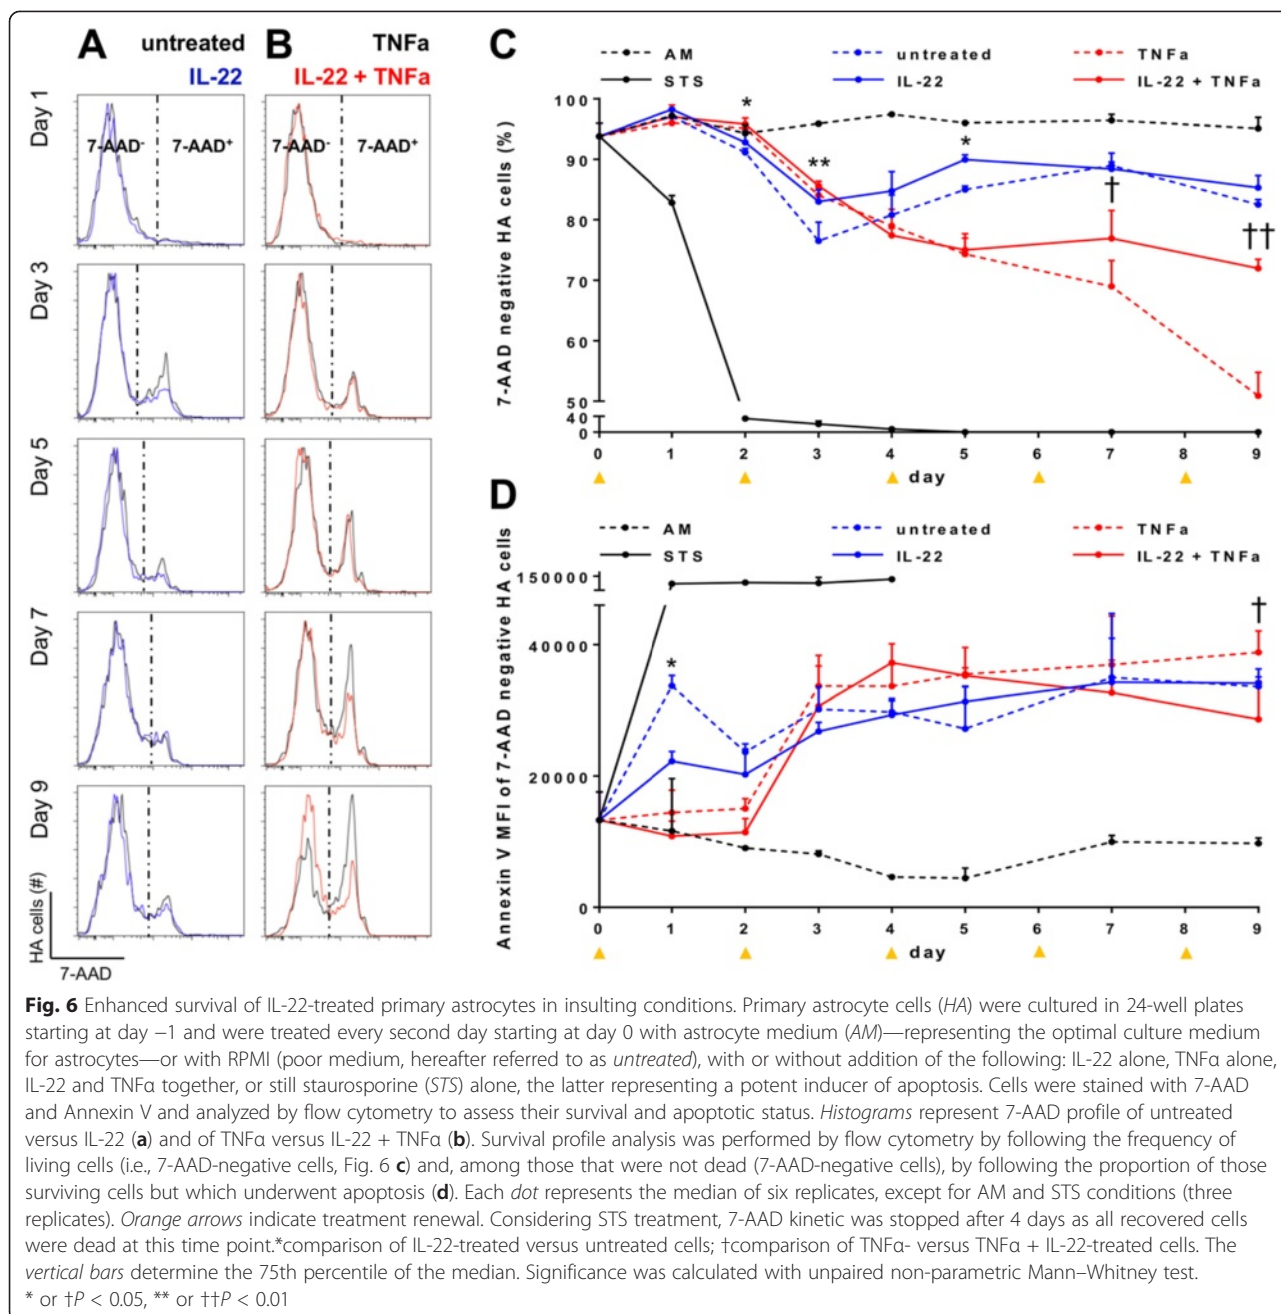 A untreated
IL-22
B TNFa
IL-22 + TNFa
Day 1
7-AAD- 7-AAD+
7-AAD- 7-AAD+
Day 3
Day 5
Day 7
Day 9
HA cells (#)
7-AAD
C
AM untreated TNFa
STS IL-22 IL-22 + TNFa
7-AAD negative HA cells (%)
100
90
80
70
60
50
40
0
*
**
*
†
††
0 1 2 3 4 5 6 7 8 9
day
D
AM untreated TNFa
STS IL-22 IL-22 + TNFa
Annexin V MFI of 7-AAD negative HA cells
150000
40000
20000
0
*
†
0 1 2 3 4 5 6 7 8 9
day
Fig. 6 Enhanced survival of IL-22-treated primary astrocytes in insulting conditions. Primary astrocyte cells (HA) were cultured in 24-well plates
starting at day −1 and were treated every second day starting at day 0 with astrocyte medium (AM)—representing the optimal culture medium
for astrocytes—or with RPMI (poor medium, hereafter referred to as untreated), with or without addition of the following: IL-22 alone, TNFα alone,
IL-22 and TNFα together, or still staurosporine (STS) alone, the latter representing a potent inducer of apoptosis. Cells were stained with 7-AAD
and Annexin V and analyzed by flow cytometry to assess their survival and apoptotic status. Histograms represent 7-AAD profile of untreated
versus IL-22 (a) and of TNFα versus IL-22 + TNFα (b). Survival profile analysis was performed by flow cytometry by following the frequency of
living cells (i.e., 7-AAD-negative cells, Fig. 6 c) and, among those that were not dead (7-AAD-negative cells), by following the proportion of those
surviving cells but which underwent apoptosis (d). Each dot represents the median of six replicates, except for AM and STS conditions (three
replicates). Orange arrows indicate treatment renewal. Considering STS treatment, 7-AAD kinetic was stopped after 4 days as all recovered cells
were dead at this time point.*comparison of IL-22-treated versus untreated cells; †comparison of TNFα- versus TNFα + IL-22-treated cells. The
vertical bars determine the 75th percentile of the median. Significance was calculated with unpaired non-parametric Mann–Whitney test.
* or †P < 0.05, ** or ††P < 0.01